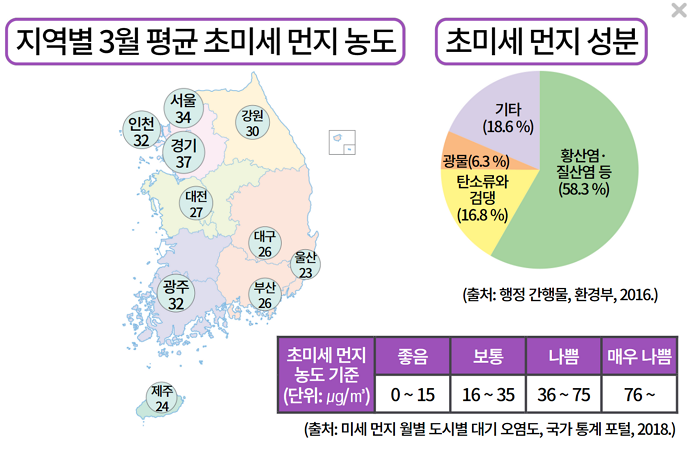 지역별 3월 평균 초미세 먼지 농도
초미세 먼지 성분
서울
34
인천
32
경기
37
강원
30
대전
27
대구
26
울산
23
광주
32
부산
26
제주
24
기타
(18.6 %)
광물(6.3 %)
탄소류와
검댕
(16.8 %)
황산염·
질산염 등
(58.3 %)
(출처: 행정 간행물, 환경부, 2016.)
초미세 먼지
농도 기준
(단위: ㎍/㎥)
좋음 보통 나쁨 매우 나쁨
0 ~ 15 16 ~ 35 36 ~ 75 76 ~
(출처: 미세 먼지 월별 도시별 대기 오염도, 국가 통계 포털, 2018.)